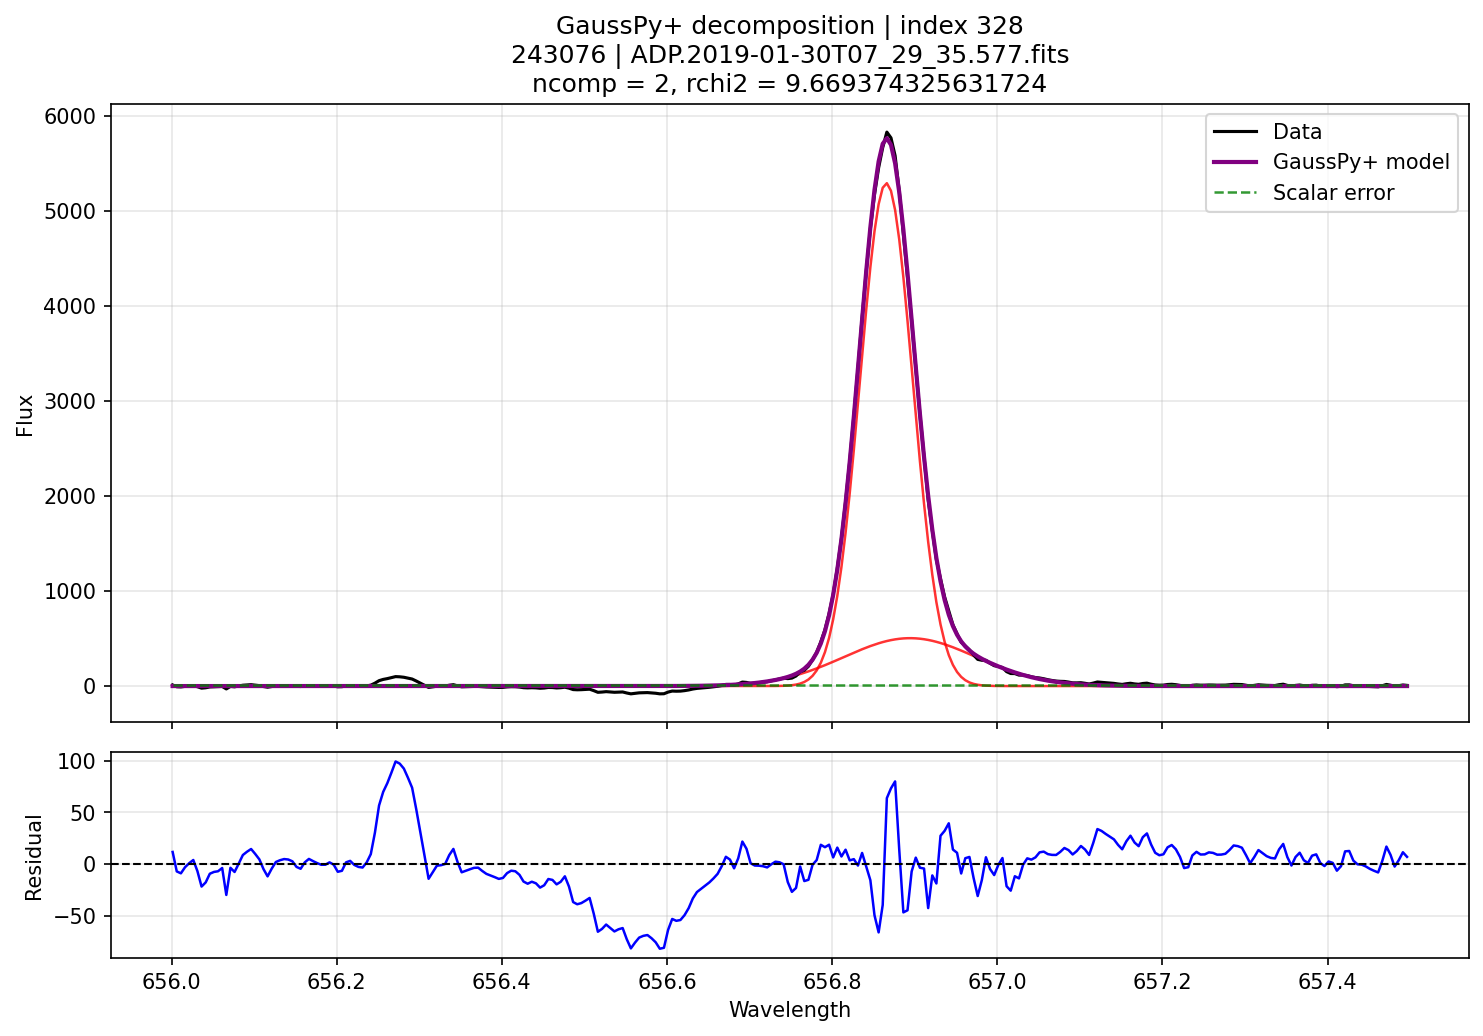 GaussPy+ decomposition | index 328
243076 | ADP.2019-01-30T07_29_35.577.fits
ncomp = 2, rchi2 = 9.669374325631724
Data
GaussPy+ model
Scalar error
Flux
6000
5000
4000
3000
2000
1000
0
Residual
100
50
0
−50
656.0 656.2 656.4 656.6 656.8 657.0 657.2 657.4
Wavelength